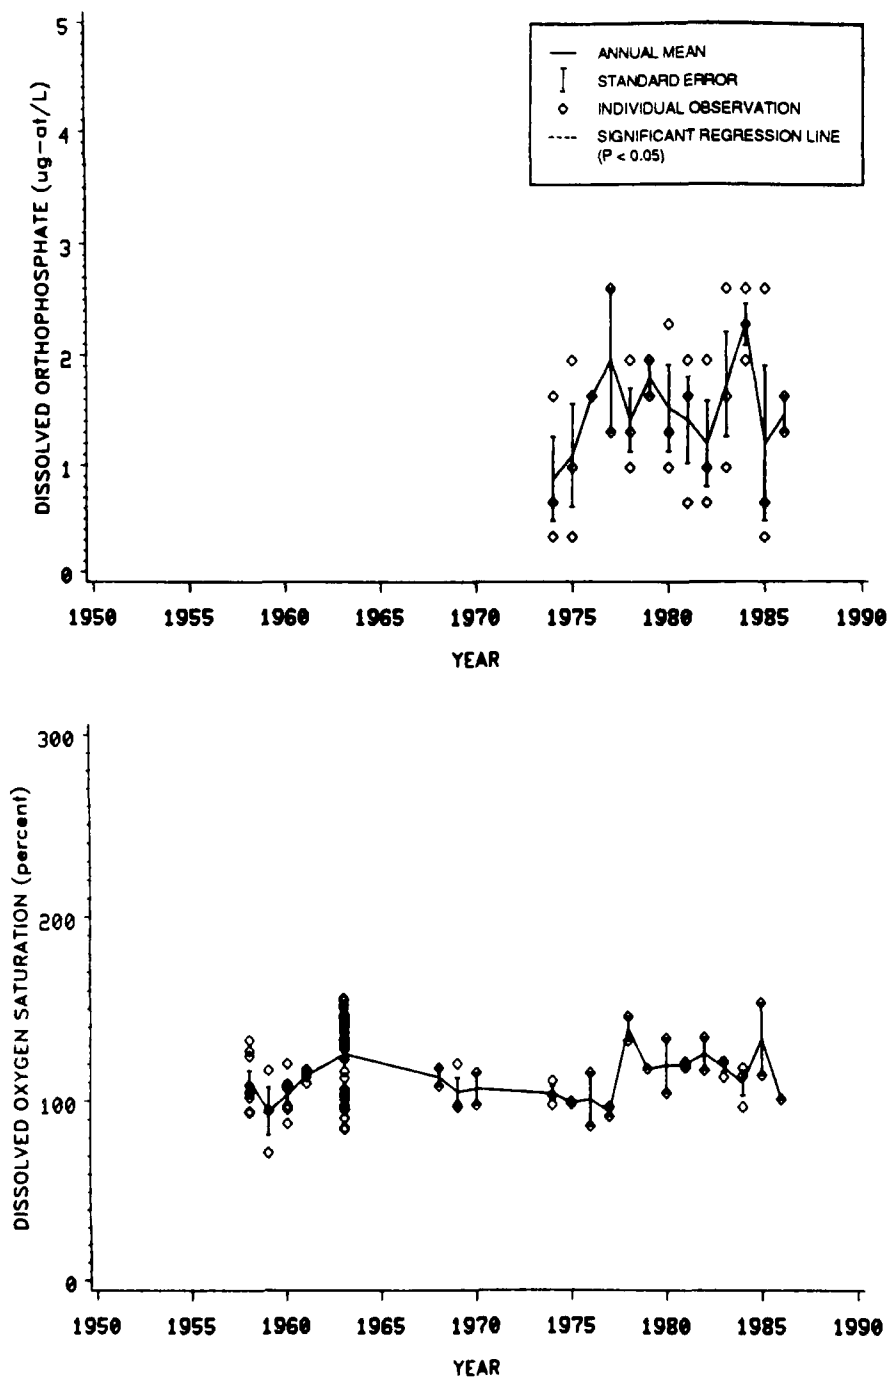 5
ANNUAL MEAN
STANDARD ERROR
INDIVIDUAL OBSERVATION
SIGNIFICANT REGRESSION LINE
(P < 0.05)
4
3
2
1
0
DISSOLVED ORTHOPHOSPHATE (ug-at/L)
1950 1955 1960 1965 1970 1975 1980 1985 1990
YEAR
300
200
100
0
DISSOLVED OXYGEN SATURATION (percent)
1950 1955 1960 1965 1970 1975 1980 1985 1990
YEAR